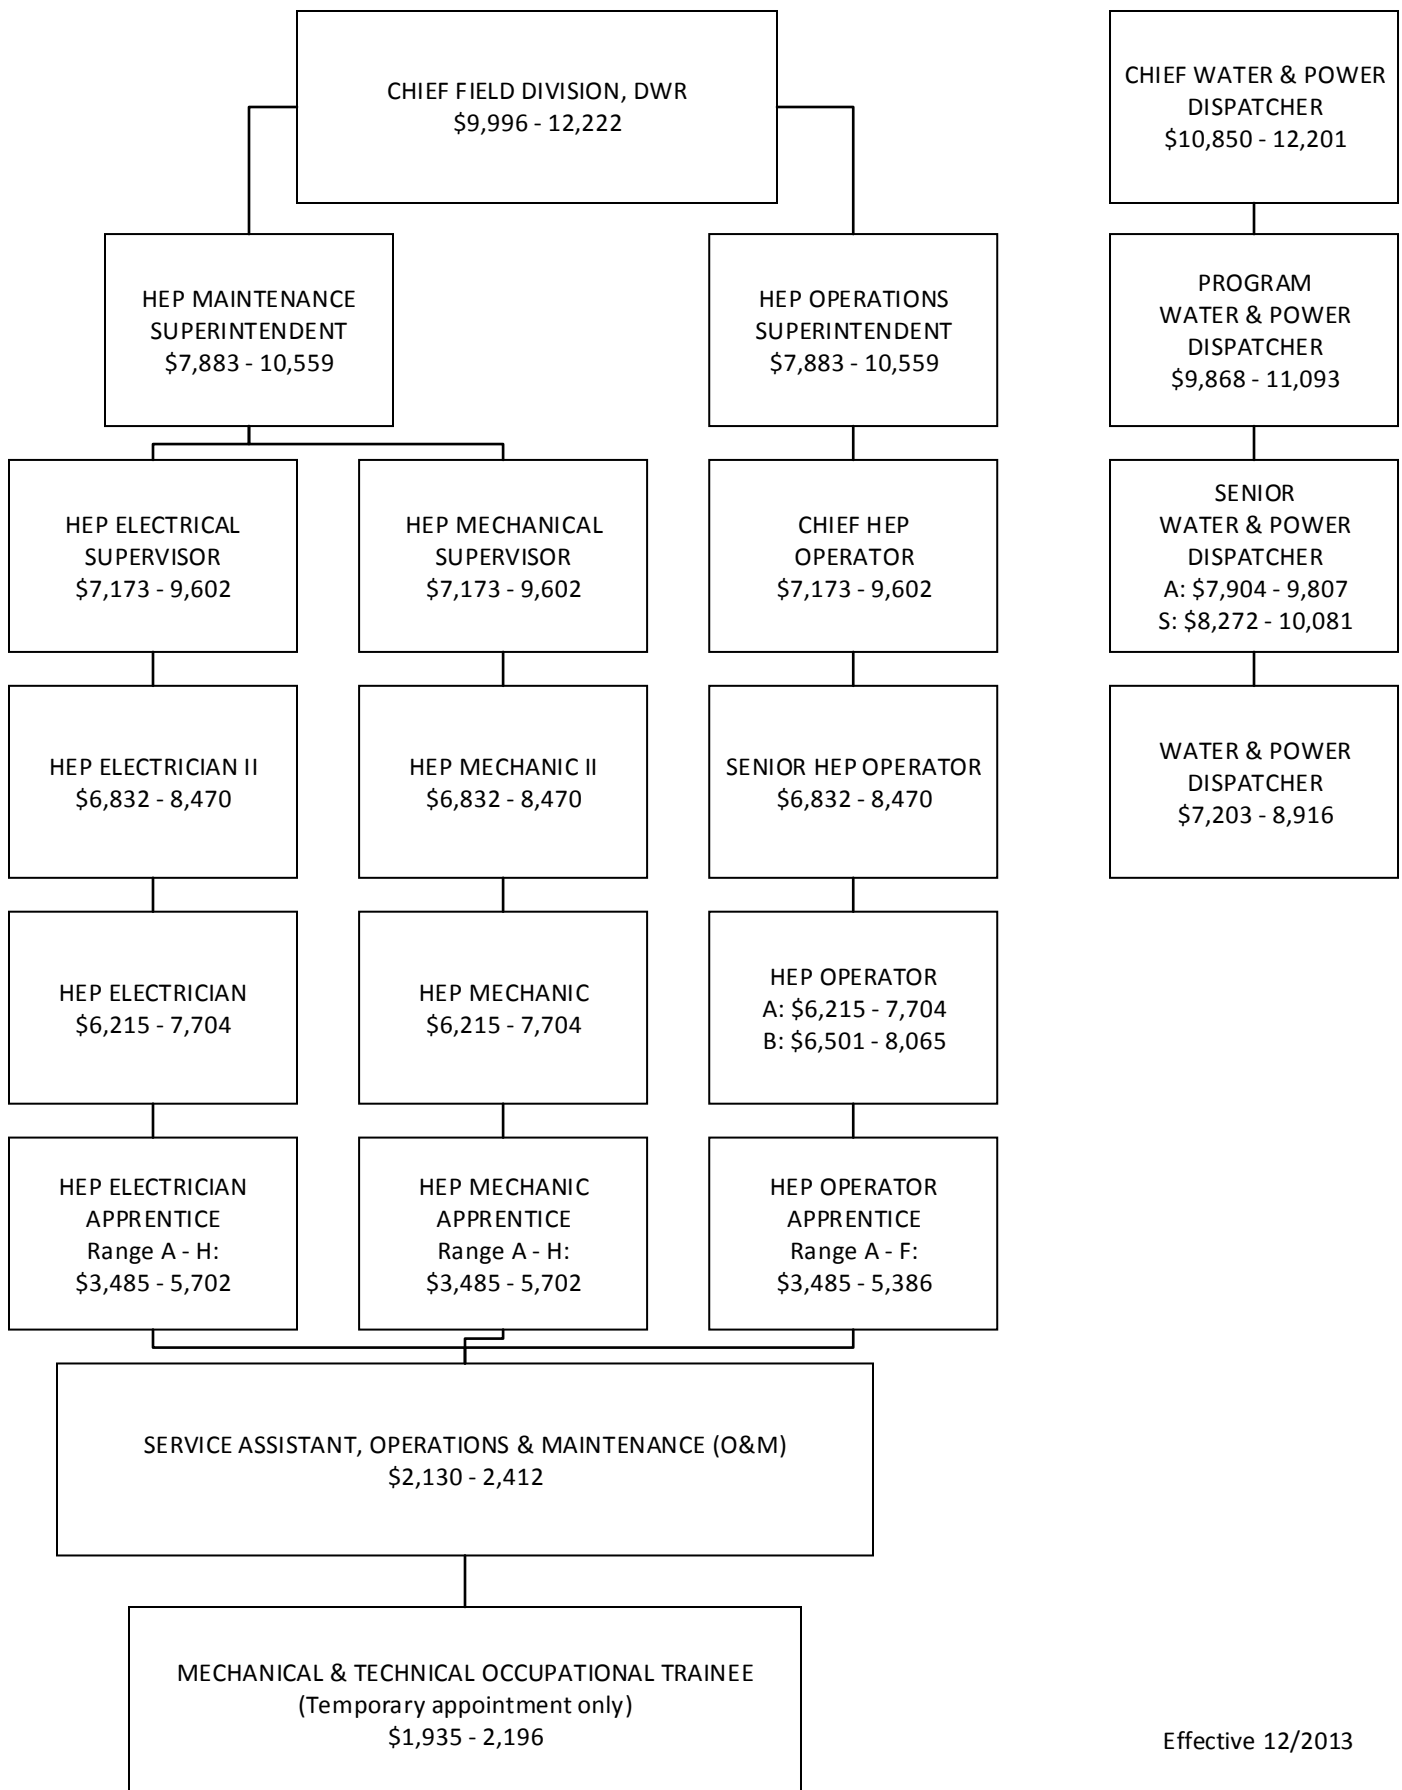 CHIEF FIELD DIVISION, DWR
$9,996 - 12,222
CHIEF WATER & POWER
DISPATCHER
$10,850 - 12,201
HEP MAINTENANCE
SUPERINTENDENT
$7,883 - 10,559
HEP OPERATIONS
SUPERINTENDENT
$7,883 - 10,559
PROGRAM
WATER & POWER
DISPATCHER
$9,868 - 11,093
HEP ELECTRICAL
SUPERVISOR
$7,173 - 9,602
HEP MECHANICAL
SUPERVISOR
$7,173 - 9,602
CHIEF HEP
OPERATOR
$7,173 - 9,602
SENIOR
WATER & POWER
DISPATCHER
A: $7,904 - 9,807
S: $8,272 - 10,081
HEP ELECTRICIAN II
$6,832 - 8,470
HEP MECHANIC II
$6,832 - 8,470
SENIOR HEP OPERATOR
$6,832 - 8,470
WATER & POWER
DISPATCHER
$7,203 - 8,916
HEP ELECTRICIAN
$6,215 - 7,704
HEP MECHANIC
$6,215 - 7,704
HEP OPERATOR
A: $6,215 - 7,704
B: $6,501 - 8,065
HEP ELECTRICIAN
APPRENTICE
Range A - H:
$3,485 - 5,702
HEP MECHANIC
APPRENTICE
Range A - H:
$3,485 - 5,702
HEP OPERATOR
APPRENTICE
Range A - F:
$3,485 - 5,386
SERVICE ASSISTANT, OPERATIONS & MAINTENANCE (O&M)
$2,130 - 2,412
MECHANICAL & TECHNICAL OCCUPATIONAL TRAINEE
(Temporary appointment only)
$1,935 - 2,196
Effective 12/2013